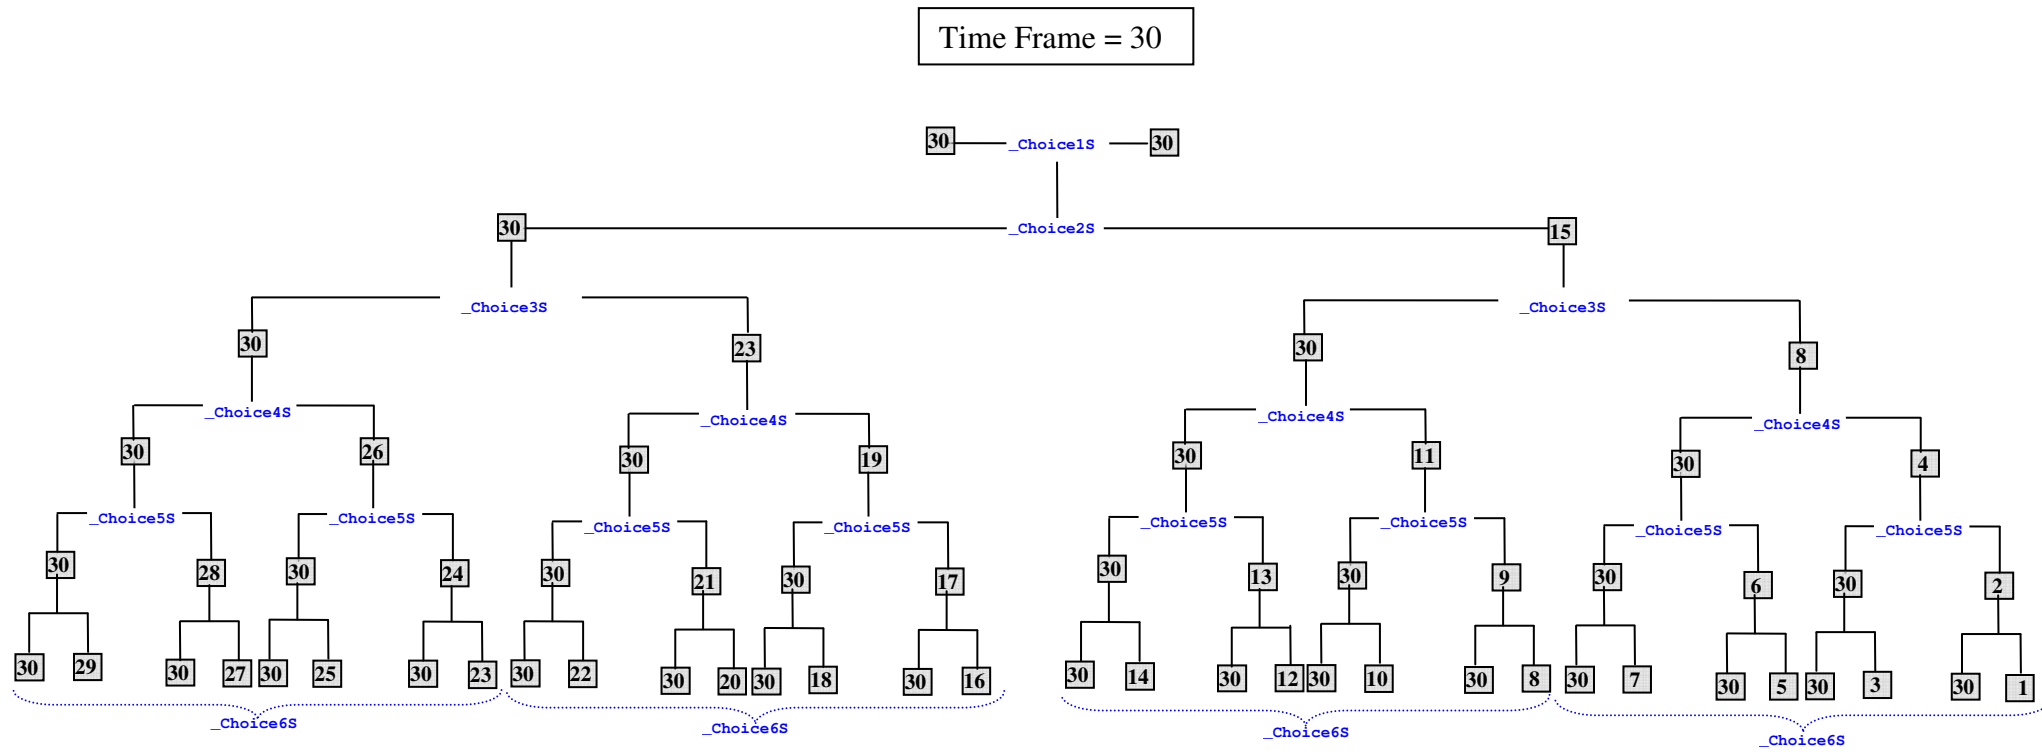 Time Frame = 30
30 _Choice1S 30
30 _Choice2S 15
_Choice3S _Choice3S
30 23 30 8
_Choice4S _Choice4S _Choice4S _Choice4S
30 26 30 19 30 11 30 4
_Choice5S _Choice5S _Choice5S _Choice5S _Choice5S _Choice5S _Choice5S _Choice5S
30 28 30 24 30 21 30 17 30 13 30 9 30 6 30 2
30 29 30 27 30 25 30 23 30 22 30 20 30 18 30 16 30 14 30 12 30 10 30 8 30 7 30 5 30 3 30 1
_Choice6S _Choice6S _Choice6S _Choice6S